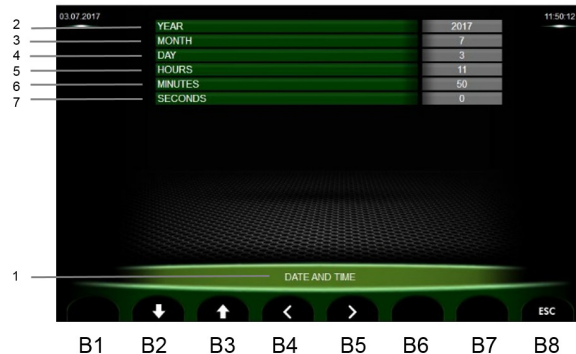 03.07.2017 11:50:12
2 YEAR 2017
3 MONTH 7
4 DAY 3
5 HOURS 11
6 MINUTES 50
7 SECONDS 0
1 DATE AND TIME
ESC
B1 B2 B3 B4 B5 B6 B7 B8